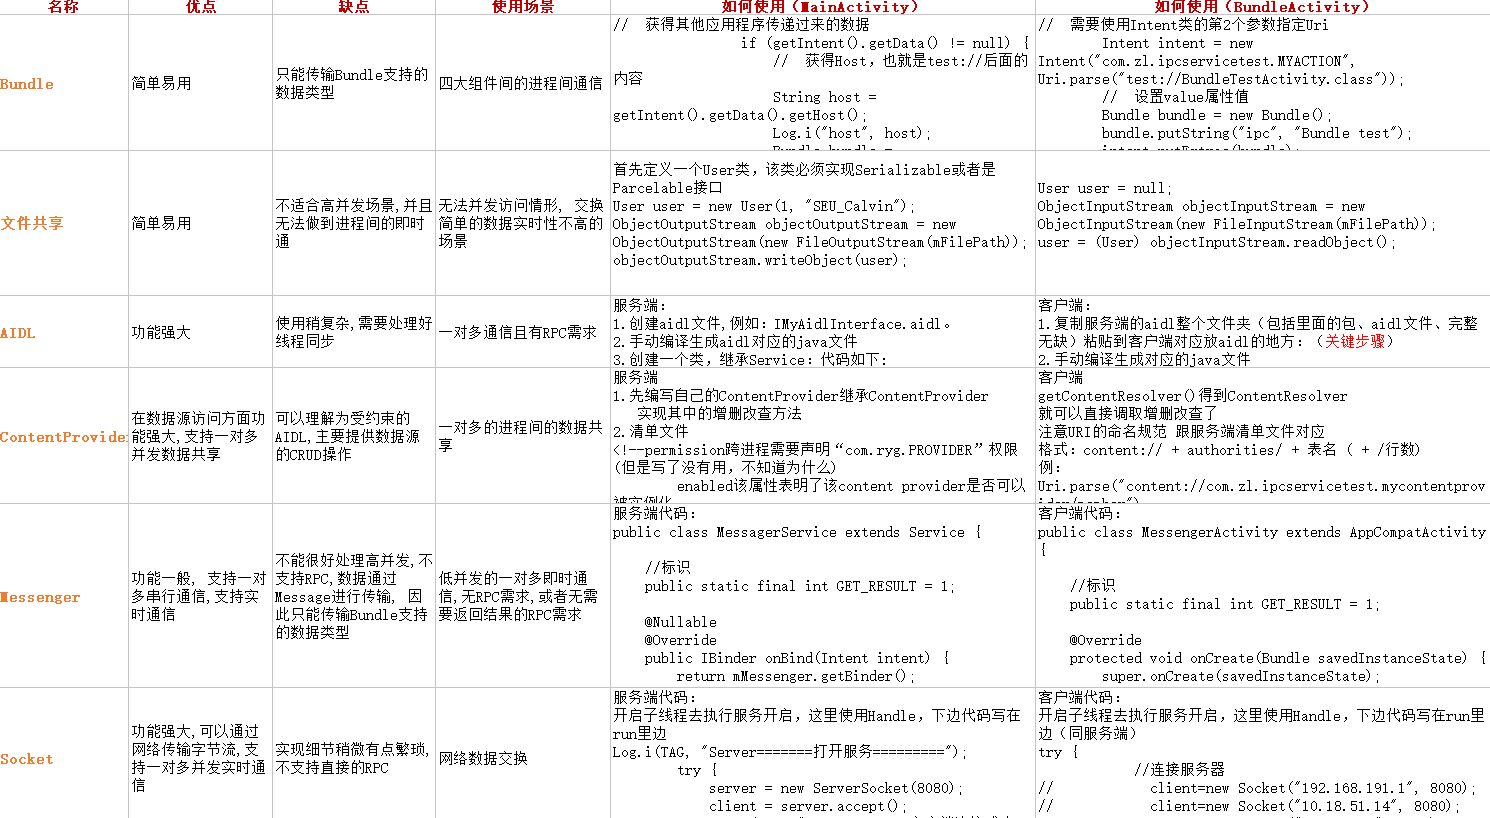 名称
优点
缺点
使用场景
如何使用（MainActivity）
如何使用（BundleActivity）
Bundle
简单易用
只能传输Bundle支持的
数据类型
四大组件间的进程间通信
// 获得其他应用程序传递过来的数据
if (getIntent().getData() != null) {
// 获得Host，也就是test://后面的
内容
String host =
getIntent().getData().getHost();
Log.i("host", host);
Bundle bundle =
// 需要使用Intent类的第2个参数指定Uri
Intent intent = new
Intent("com.zl.ipcservicetest.MYACTION",
Uri.parse("test://BundleTestActivity.class"));
// 设置value属性值
Bundle bundle = new Bundle();
bundle.putString("ipc", "Bundle test");
intent.putExtras(bundle);
文件共享
简单易用
不适合高并发场景,并且
无法做到进程间的即时
通
无法并发访问情形, 交换
简单的数据实时性不高的
场景
首先定义一个User类，该类必须实现Serializable或者是
Parcelable接口
User user = new User(1, "SEU_Calvin");
ObjectOutputStream objectOutputStream = new
ObjectOutputStream(new FileOutputStream(mFilePath));
objectOutputStream.writeObject(user);
User user = null;
ObjectInputStream objectInputStream = new
ObjectInputStream(new FileInputStream(mFilePath));
user = (User) objectInputStream.readObject();
AIDL
功能强大
使用稍复杂,需要处理好
线程同步
一对多通信且有RPC需求
服务端：
1.创建aidl文件,例如：IMyAidlInterface.aidl。
2.手动编译生成aidl对应的java文件
3.创建一个类，继承Service：代码如下:
客户端：
1.复制服务端的aidl整个文件夹（包括里面的包、aidl文件、完整
无缺）粘贴到客户端对应放aidl的地方：（关键步骤）
2.手动编译生成对应的java文件
ContentProvider
在数据源访问方面功
能强大,支持一对多
并发数据共享
可以理解为受约束的
AIDL,主要提供数据源
的CRUD操作
一对多的进程间的数据共
享
服务端
1.先编写自己的ContentProvider继承ContentProvider
实现其中的增删改查方法
2.清单文件
<!--permission跨进程需要声明“com.ryg.PROVIDER”权限
(但是写了没有用，不知道为什么)
enabled该属性表明了该content provider是否可以
被实例化
客户端
getContentResolver()得到ContentResolver
就可以直接调取增删改查了
注意URI的命名规范 跟服务端清单文件对应
格式：content:// + authorities/ + 表名 ( + /行数)
例：
Uri.parse("content://com.zl.ipcservicetest.mycontentprov
Messenger
功能一般, 支持一对
多串行通信,支持实
时通信
不能很好处理高并发,不
支持RPC,数据通过
Message进行传输, 因
此只能传输Bundle支持
的数据类型
低并发的一对多即时通
信,无RPC需求,或者无需
要返回结果的RPC需求
服务端代码：
public class MessagerService extends Service {
//标识
public static final int GET_RESULT = 1;
@Nullable
@Override
public IBinder onBind(Intent intent) {
return mMessenger.getBinder();
客户端代码：
public class MessengerActivity extends AppCompatActivity
{
//标识
public static final int GET_RESULT = 1;
@Override
protected void onCreate(Bundle savedInstanceState) {
super.onCreate(savedInstanceState);
Socket
功能强大,可以通过
网络传输字节流,支
持一对多并发实时通
信
实现细节稍微有点繁琐,
不支持直接的RPC
网络数据交换
服务端代码：
开启子线程去执行服务开启，这里使用Handle，下边代码写在
run里边
Log.i(TAG, "Server=======打开服务=========");
try {
server = new ServerSocket(8080);
client = server.accept();
客户端代码：
开启子线程去执行服务开启，这里使用Handle，下边代码写在run里
边（同服务端）
try {
//连接服务器
// client=new Socket("192.168.191.1", 8080);
// client=new Socket("10.18.51.14", 8080);